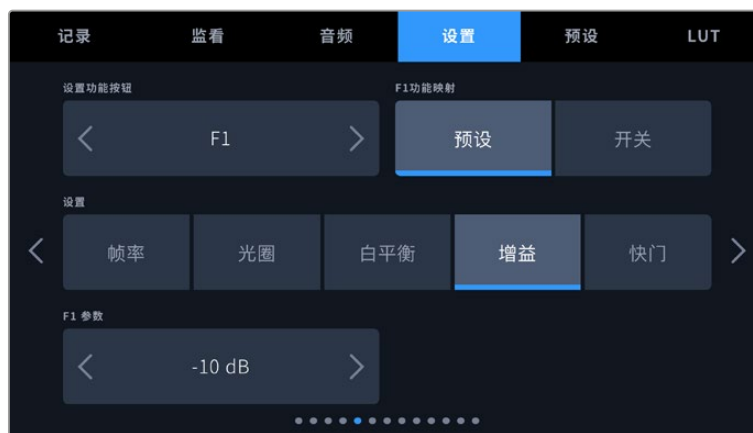 记录 监看 音频 设置 预设 LUT
设置功能按钮 F1功能映射
F1 预设 开关
设置
帧率 光圈 白平衡 增益 快门
F1 参数
-10 dB